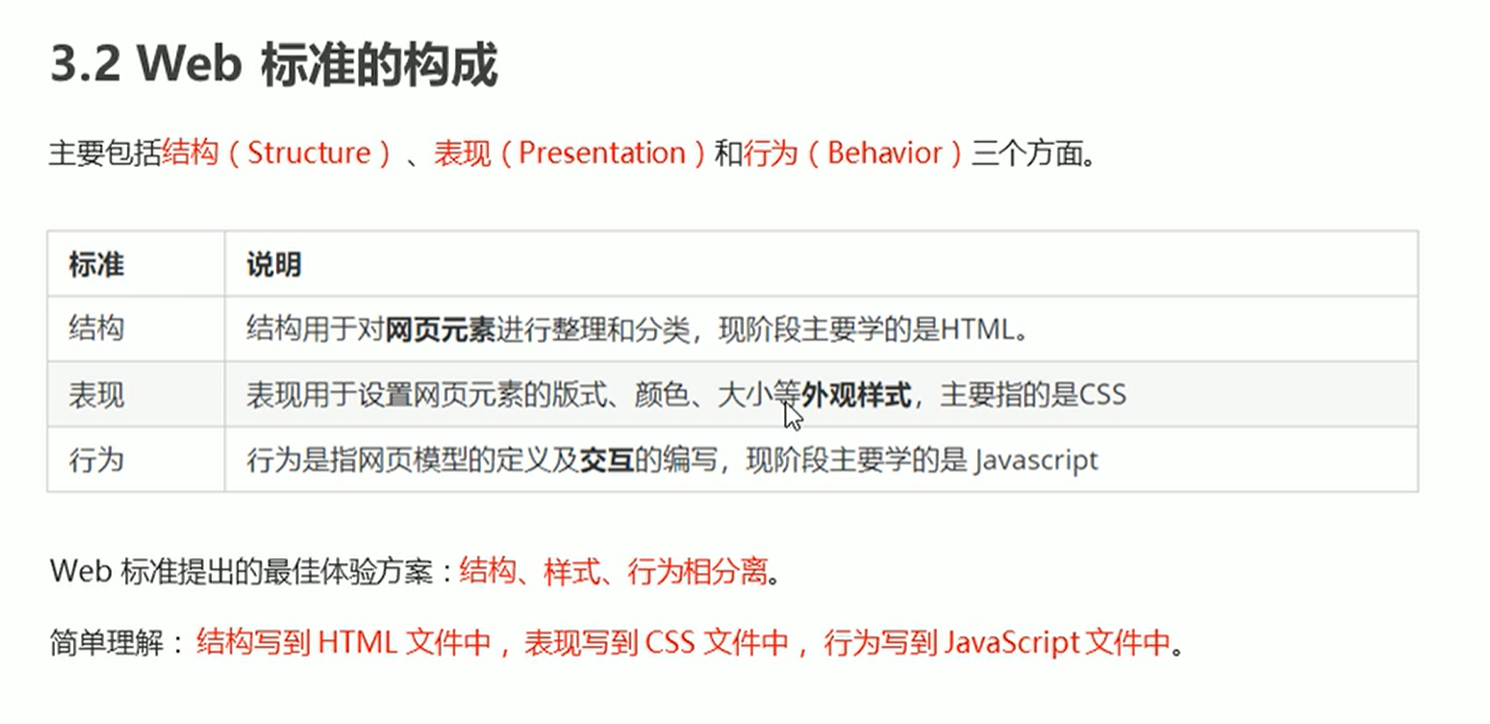 3.2 Web 标准的构成
主要包括结构（Structure）、表现（Presentation）和行为（Behavior）三个方面。
标准 说明
结构 结构用于对网页元素进行整理和分类，现阶段主要学的是HTML。
表现 表现用于设置网页元素的版式、颜色、大小等外观样式，主要指的是CSS
行为 行为是指网页模型的定义及交互的编写，现阶段主要学的是 Javascript
Web 标准提出的最佳体验方案：结构、样式、行为相分离。
简单理解： 结构写到 HTML 文件中， 表现写到 CSS 文件中， 行为写到 JavaScript 文件中。